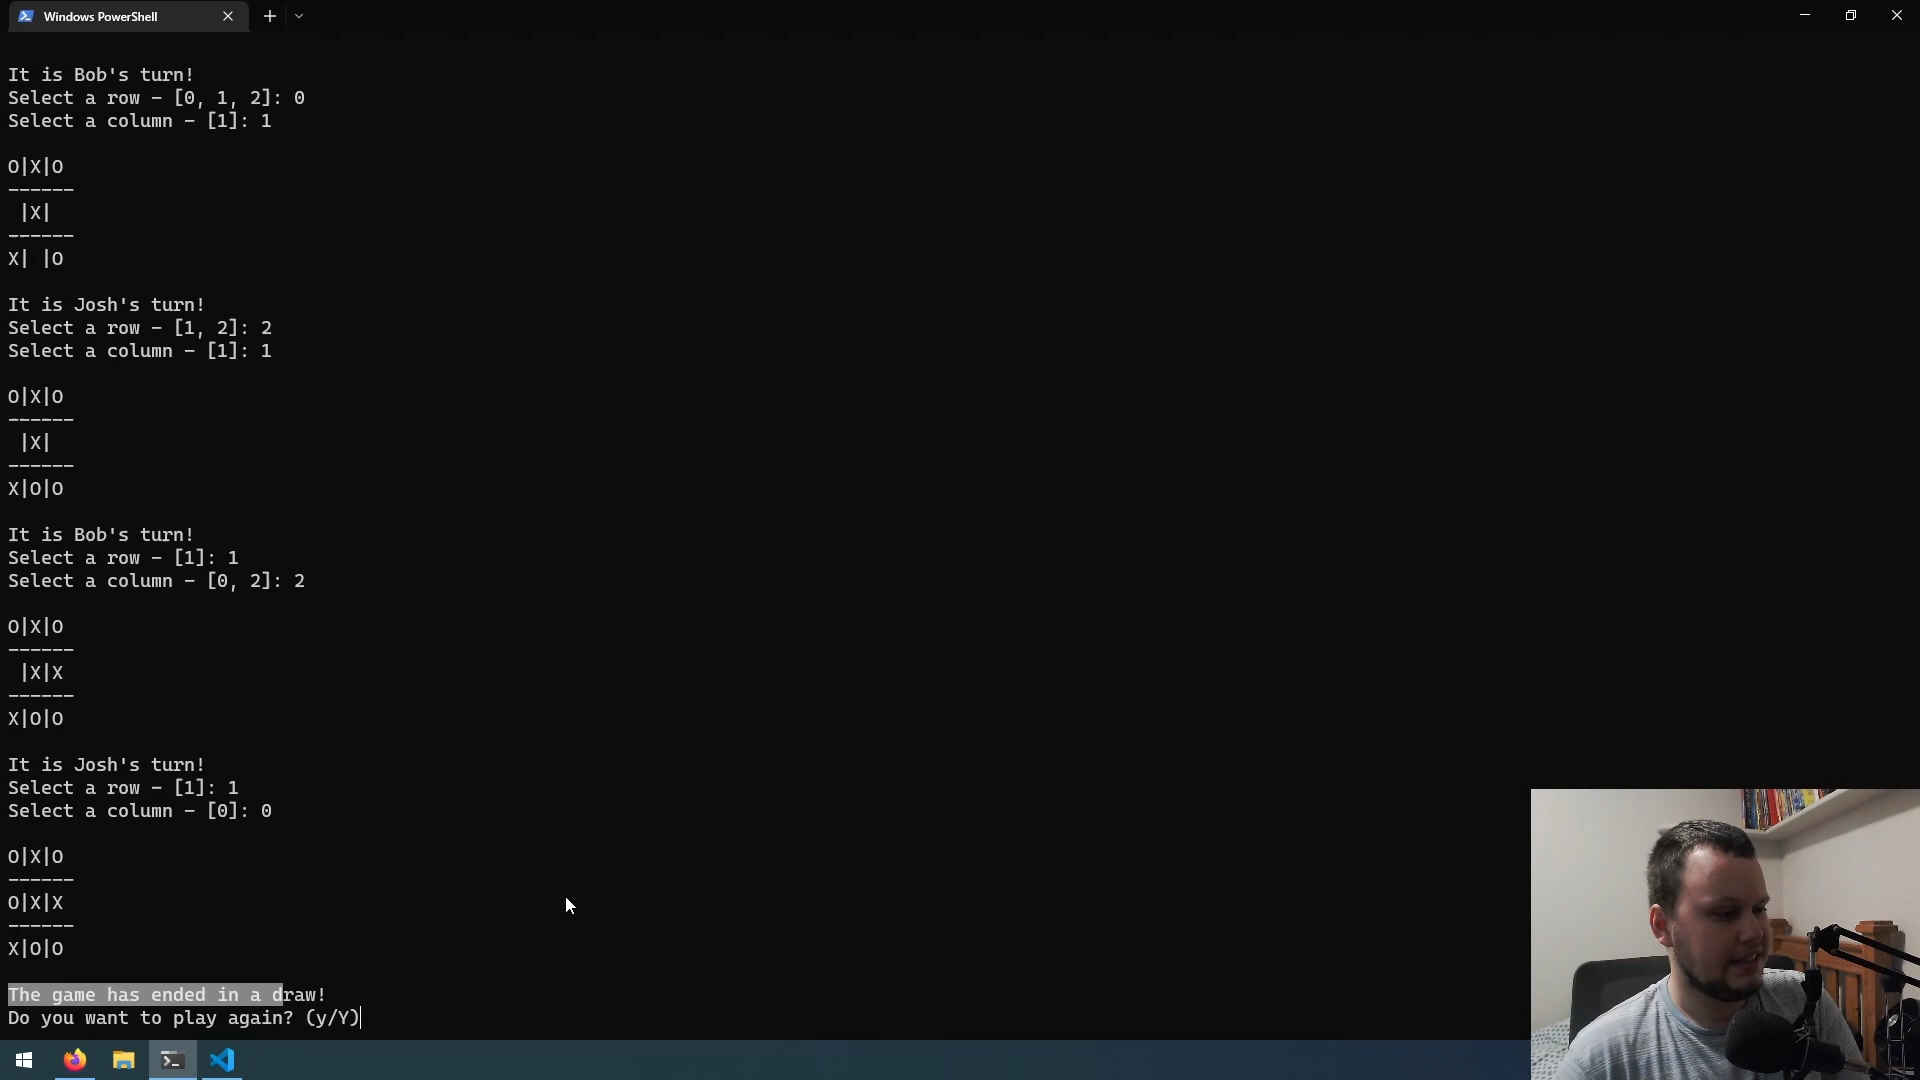 Windows PowerShell
It is Bob's turn!
Select a row - [0, 1, 2]: 0
Select a column - [1]: 1
O|X|O
------
 |X|
------
X| |O
It is Josh's turn!
Select a row - [1, 2]: 2
Select a column - [1]: 1
O|X|O
------
 |X|
------
X|O|O
It is Bob's turn!
Select a row - [1]: 1
Select a column - [0, 2]: 2
O|X|O
------
 |X|X
------
X|O|O
It is Josh's turn!
Select a row - [1]: 1
Select a column - [0]: 0
O|X|O
------
O|X|X
------
X|O|O
The game has ended in a draw!
Do you want to play again? (y/Y)